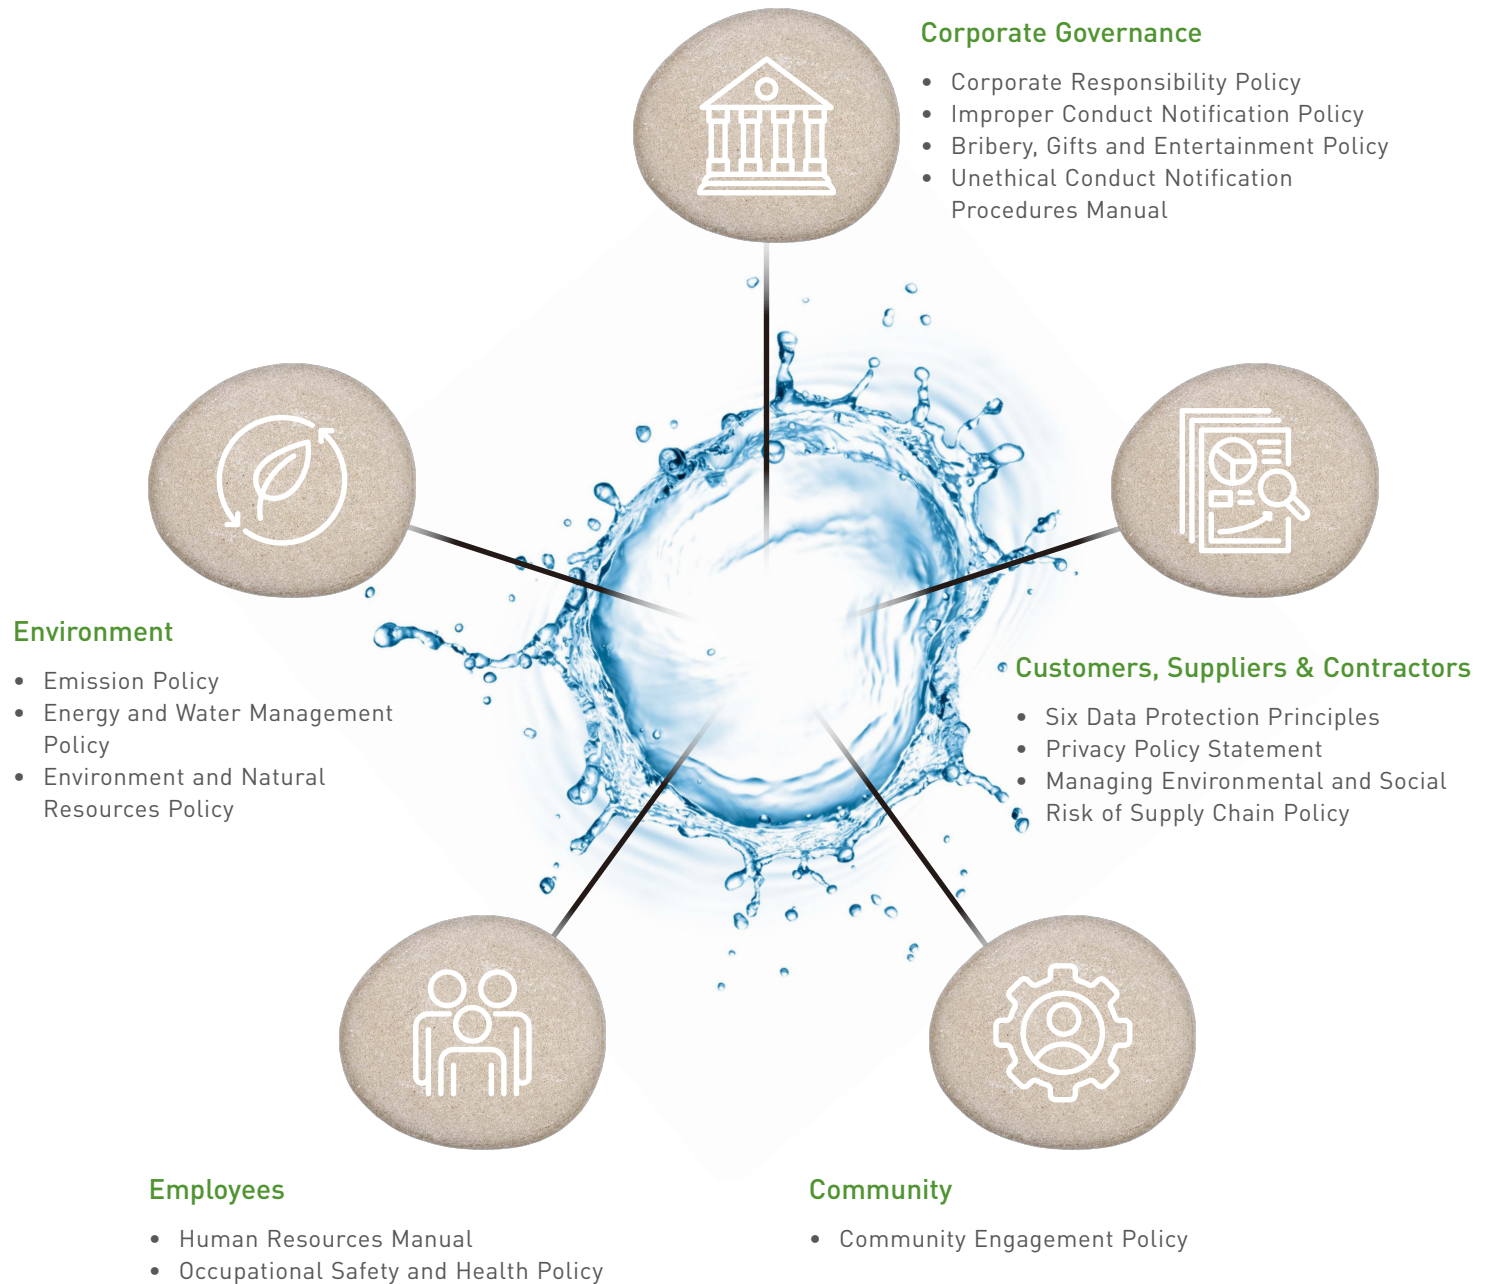 Corporate Governance
• Corporate Responsibility Policy
• Improper Conduct Notification Policy
• Bribery, Gifts and Entertainment Policy
• Unethical Conduct Notification
Procedures Manual
Environment
• Emission Policy
• Energy and Water Management
Policy
• Environment and Natural
Resources Policy
Customers, Suppliers & Contractors
• Six Data Protection Principles
• Privacy Policy Statement
• Managing Environmental and Social
Risk of Supply Chain Policy
Employees
• Human Resources Manual
• Occupational Safety and Health Policy
Community
• Community Engagement Policy